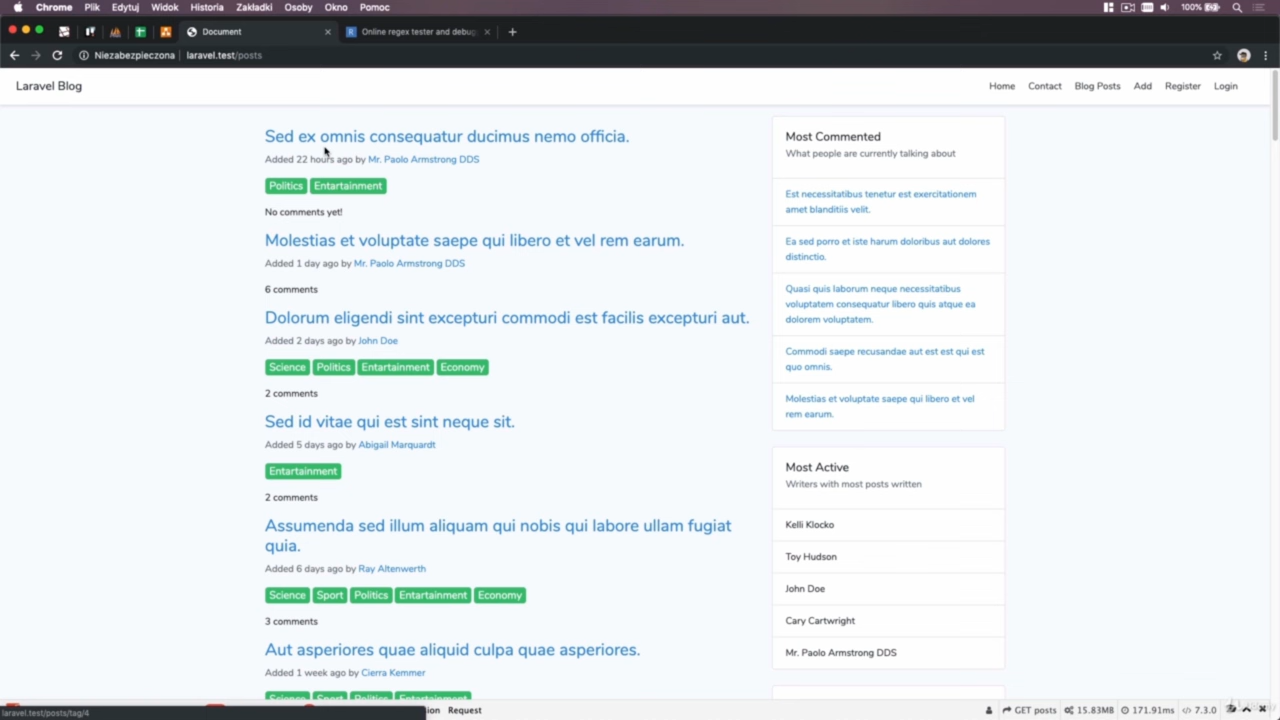 Chrome Plik Edytuj Widok Historia Zakładki Osoby Okno Pomoc 100%
Document Online regex tester and debug
Niezabezpieczona laravel.test/posts
Laravel Blog Home Contact Blog Posts Add Register Login
Sed ex omnis consequatur ducimus nemo officia.
Added 22 hours ago by Mr. Paolo Armstrong DDS
Politics Entartainment
No comments yet!
Molestias et voluptate saepe qui libero et vel rem earum.
Added 1 day ago by Mr. Paolo Armstrong DDS
6 comments
Dolorum eligendi sint excepturi commodi est facilis excepturi aut.
Added 2 days ago by John Doe
Science Politics Entartainment Economy
2 comments
Sed id vitae qui est sint neque sit.
Added 5 days ago by Abigail Marquardt
Entartainment
2 comments
Assumenda sed illum aliquam qui nobis qui labore ullam fugiat
quia.
Added 6 days ago by Ray Altenwerth
Science Sport Politics Entartainment Economy
3 comments
Aut asperiores quae aliquid culpa quae asperiores.
Added 1 week ago by Cierra Kemmer
Science Sport Politics Entartainment
Most Commented
What people are currently talking about
Est necessitatibus tenetur est exercitationem
amet blanditiis velit.
Ea sed porro et iste harum doloribus aut dolores
distinctio.
Quasi quis laborum neque necessitatibus
voluptatem consequatur libero quis atque ea
dolorem voluptatem.
Commodi saepe recusandae aut est est qui est
quo omnis.
Molestias et voluptate saepe qui libero et vel
rem earum.
Most Active
Writers with most posts written
Kelli Klocko
Toy Hudson
John Doe
Cary Cartwright
Mr. Paolo Armstrong DDS
laravel.test/posts/tag/4 Request GET posts 15.83MB 171.91ms 7.3.0